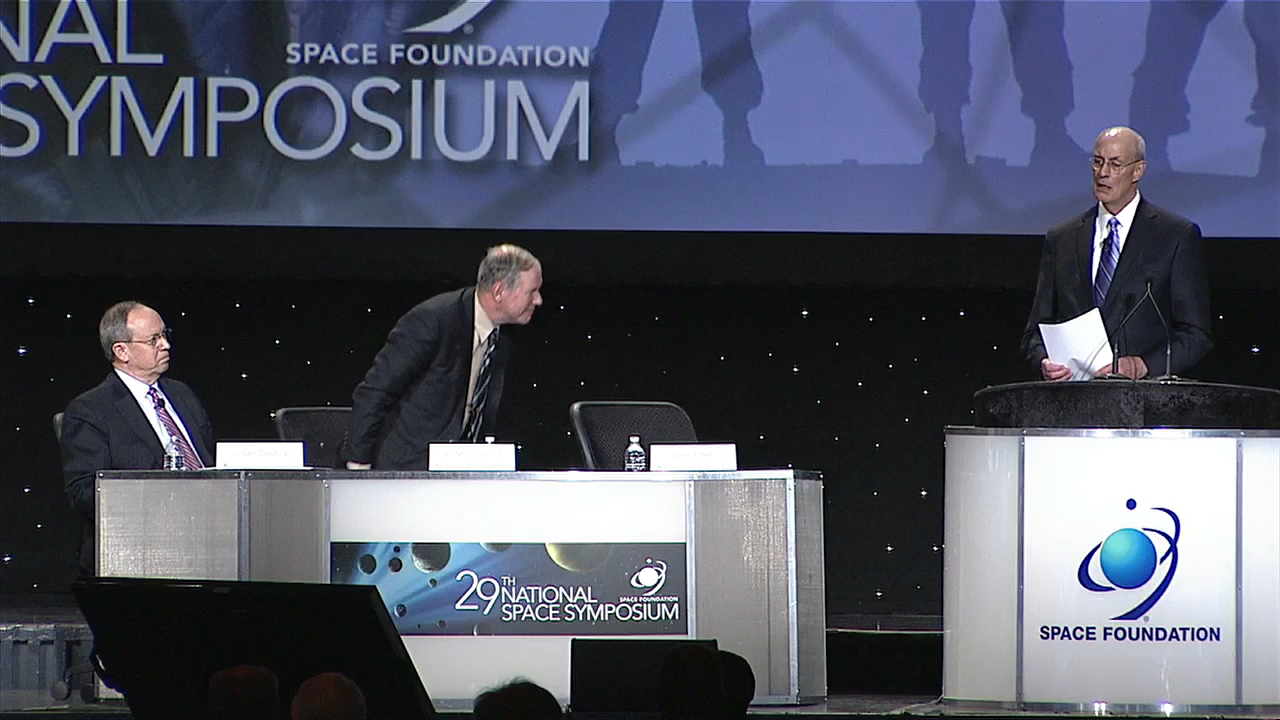 NAL
SPACE FOUNDATION
SYMPOSIUM
29TH
NATIONAL
SPACE SYMPOSIUM
SPACE FOUNDATION
SPACE FOUNDATION